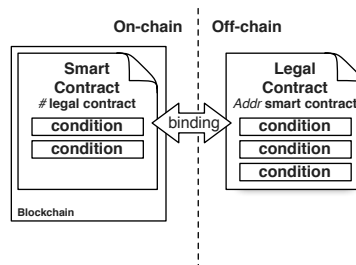 On-chain
Off-chain
Smart
Contract
# legal contract
condition
condition
Blockchain
binding
Legal
Contract
Addr smart contract
condition
condition
condition